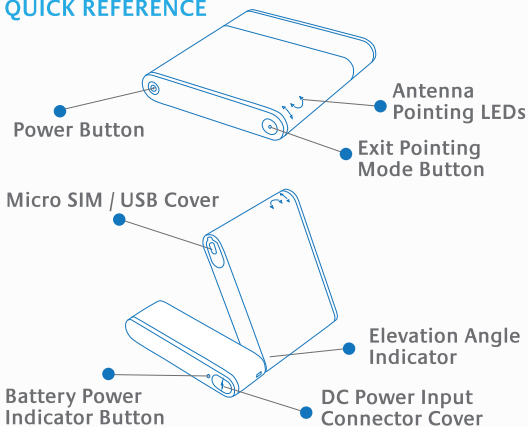 QUICK REFERENCE
Antenna
Pointing LEDs
Power Button
Exit Pointing
Mode Button
Micro SIM / USB Cover
Elevation Angle
Indicator
Battery Power
Indicator Button
DC Power Input
Connector Cover